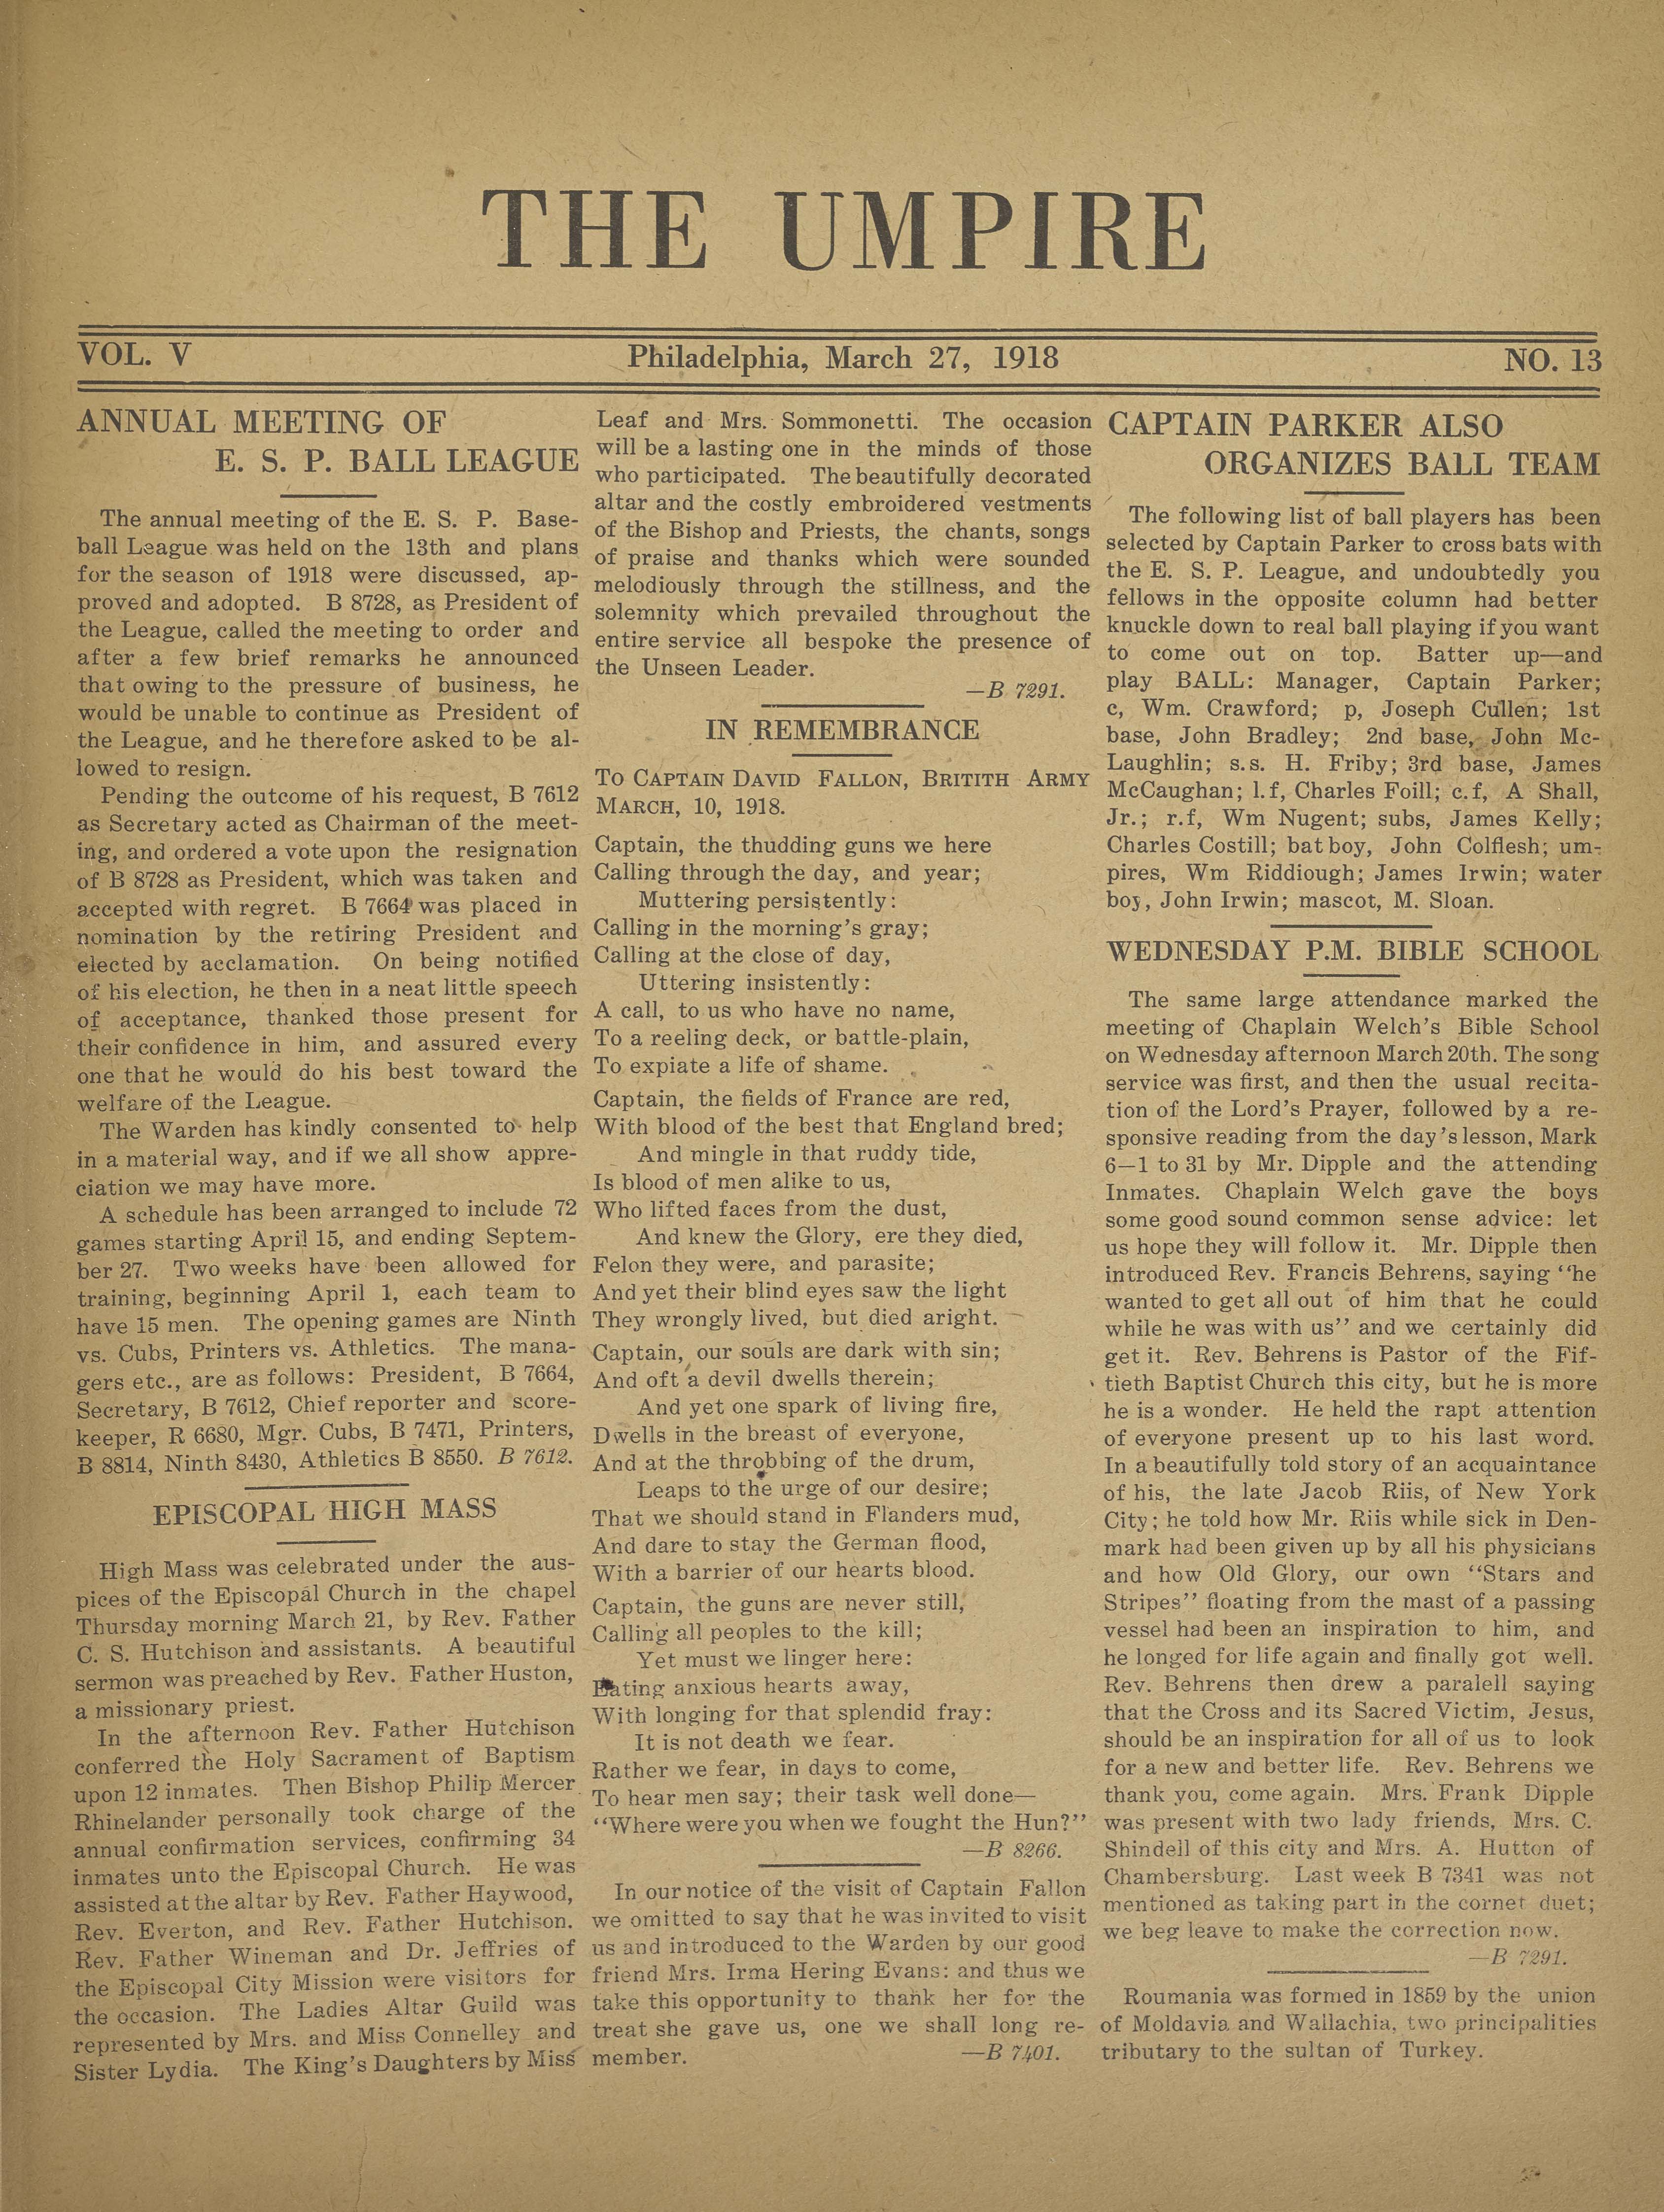 THE UMPIRE
VOL. V Philadelphia, March 27, 1918 NO. 13
ANNUAL MEETING OF
E. S. P. BALL LEAGUE
The annual meeting of the E. S. P. Base-
ball League was held on the 13th and plans
for the season of 1918 were discussed, ap-
proved and adopted. B 8728, as President of
the League, called the meeting to order and
after a few brief remarks he announced
that owing to the pressure of business, he
would be unable to continue as President of
the League, and he therefore asked to be al-
lowed to resign.
Pending the outcome of his request, B 7612
as Secretary acted as Chairman of the meet-
ing, and ordered a vote upon the resignation
of B 8728 as President, which was taken and
accepted with regret. B 7664 was placed in
nomination by the retiring President and
elected by acclamation. On being notified
of his election, he then in a neat little speech
of acceptance, thanked those present for
their confidence in him, and assured every
one that he would do his best toward the
welfare of the League.
The Warden has kindly consented to help
in a material way, and if we all show appre-
ciation we may have more.
A schedule has been arranged to include 72
games starting April 15, and ending Septem-
ber 27. Two weeks have been allowed for
training, beginning April 1, each team to
have 15 men. The opening games are Ninth
vs. Cubs, Printers vs. Athletics. The mana-
gers etc., are as follows: President, B 7664,
Secretary, B 7612, Chief reporter and score-
keeper, R 6680, Mgr. Cubs, B 7471, Printers,
B 8814, Ninth 8430, Athletics B 8550. B 7612.
EPISCOPAL HIGH MASS
High Mass was celebrated under the aus-
pices of the Episcopal Church in the chapel
Thursday morning March 21, by Rev. Father
C. S. Hutchison and assistants. A beautiful
sermon was preached by Rev. Father Huston,
a missionary priest.
In the afternoon Rev. Father Hutchison
conferred the Holy Sacrament of Baptism
upon 12 inmates. Then Bishop Philip Mercer
Rhinelander personally took charge of the
annual confirmation services, confirming 34
inmates unto the Episcopal Church. He was
assisted at the altar by Rev. Father Haywood,
Rev. Everton, and Rev. Father Hutchison.
Rev. Father Wineman and Dr. Jeffries of
the Episcopal City Mission were visitors for
the occasion. The Ladies Altar Guild was
represented by Mrs. and Miss Connelley and
Sister Lydia. The King's Daughters by Miss
Leaf and Mrs. Sommonetti. The occasion
will be a lasting one in the minds of those
who participated. The beautifully decorated
altar and the costly embroidered vestments
of the Bishop and Priests, the chants, songs
of praise and thanks which were sounded
melodiously through the stillness, and the
solemnity which prevailed throughout the
entire service all bespoke the presence of
the Unseen Leader.
—B 7291.
IN REMEMBRANCE
TO CAPTAIN DAVID FALLON, BRITITH ARMY
MARCH, 10, 1918.
Captain, the thudding guns we here
Calling through the day, and year;
Muttering persistently:
Calling in the morning's gray;
Calling at the close of day,
Uttering insistently:
A call, to us who have no name,
To a reeling deck, or battle-plain,
To expiate a life of shame.
Captain, the fields of France are red,
With blood of the best that England bred;
And mingle in that ruddy tide,
Is blood of men alike to us,
Who lifted faces from the dust,
And knew the Glory, ere they died,
Felon they were, and parasite;
And yet their blind eyes saw the light
They wrongly lived, but died aright.
Captain, our souls are dark with sin;
And oft a devil dwells therein;
And yet one spark of living fire,
Dwells in the breast of everyone,
And at the throbbing of the drum,
Leaps to the urge of our desire;
That we should stand in Flanders mud,
And dare to stay the German flood,
With a barrier of our hearts blood.
Captain, the guns are never still,
Calling all peoples to the kill;
Yet must we linger here:
Eating anxious hearts away,
With longing for that splendid fray:
It is not death we fear.
Rather we fear, in days to come,
To hear men say; their task well done—
"Where were you when we fought the Hun?"
—B 8266.
In our notice of the visit of Captain Fallon
we omitted to say that he was invited to visit
us and introduced to the Warden by our good
friend Mrs. Irma Hering Evans: and thus we
take this opportunity to thank her for the
treat she gave us, one we shall long re-
member. —B 7401.
CAPTAIN PARKER ALSO
ORGANIZES BALL TEAM
The following list of ball players has been
selected by Captain Parker to cross bats with
the E. S. P. League, and undoubtedly you
fellows in the opposite column had better
knuckle down to real ball playing if you want
to come out on top. Batter up—and
play BALL: Manager, Captain Parker;
c, Wm. Crawford; p, Joseph Cullen; 1st
base, John Bradley; 2nd base, John Mc-
Laughlin; s.s. H. Friby; 3rd base, James
McCaughan; l.f, Charles Foill; c.f, A Shall,
Jr.; r.f, Wm Nugent; subs, James Kelly;
Charles Costill; bat boy, John Colflesh; um-
pires, Wm Riddiough; James Irwin; water
boy, John Irwin; mascot, M. Sloan.
WEDNESDAY P.M. BIBLE SCHOOL
The same large attendance marked the
meeting of Chaplain Welch's Bible School
on Wednesday afternoon March 20th. The song
service was first, and then the usual recita-
tion of the Lord's Prayer, followed by a re-
sponsive reading from the day's lesson, Mark
6—1 to 31 by Mr. Dipple and the attending
Inmates. Chaplain Welch gave the boys
some good sound common sense advice: let
us hope they will follow it. Mr. Dipple then
introduced Rev. Francis Behrens, saying "he
wanted to get all out of him that he could
while he was with us" and we certainly did
get it. Rev. Behrens is Pastor of the Fif-
tieth Baptist Church this city, but he is more
he is a wonder. He held the rapt attention
of everyone present up to his last word.
In a beautifully told story of an acquaintance
of his, the late Jacob Riis, of New York
City; he told how Mr. Riis while sick in Den-
mark had been given up by all his physicians
and how Old Glory, our own "Stars and
Stripes" floating from the mast of a passing
vessel had been an inspiration to him, and
he longed for life again and finally got well.
Rev. Behrens then drew a paralell saying
that the Cross and its Sacred Victim, Jesus,
should be an inspiration for all of us to look
for a new and better life. Rev. Behrens we
thank you, come again. Mrs. Frank Dipple
was present with two lady friends, Mrs. C.
Shindell of this city and Mrs. A. Hutton of
Chambersburg. Last week B 7341 was not
mentioned as taking part in the cornet duet;
we beg leave to make the correction now.
—B 7291.
Roumania was formed in 1859 by the union
of Moldavia and Wallachia, two principalities
tributary to the sultan of Turkey.